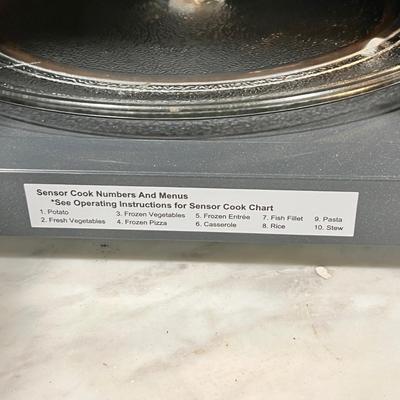 Sensor Cook Numbers And Menus
*See Operating Instructions for Sensor Cook Chart
1. Potato 3. Frozen Vegetables 5. Frozen Entrée 7. Fish Fillet 9. Pasta
2. Fresh Vegetables 4. Frozen Pizza 6. Casserole 8. Rice 10. Stew